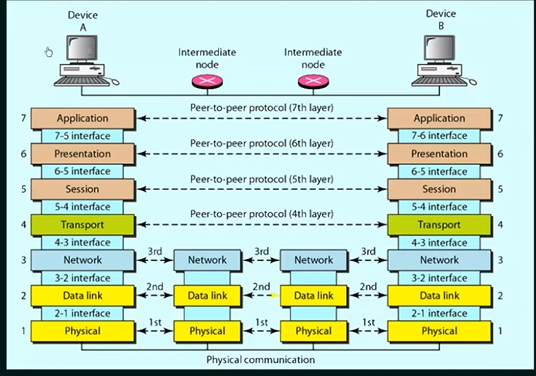 Device
A
Device
B
Intermediate
node
Intermediate
node
7 Application Peer-to-peer protocol (7th layer) Application 7
7-5 interface 7-6 interface
6 Presentation Peer-to-peer protocol (6th layer) Presentation 6
6-5 interface 6-5 interface
5 Session Peer-to-peer protocol (5th layer) Session 5
5-4 interface 5-4 interface
4 Transport Peer-to-peer protocol (4th layer) Transport 4
4-3 interface 4-3 interface
3 Network 3rd Network 3rd Network 3rd Network 3
3-2 interface 3-2 interface
2 Data link 2nd Data link 2nd Data link 2nd Data link 2
2-1 interface 2-1 interface
1 Physical 1st Physical 1st Physical 1st Physical 1
Physical communication